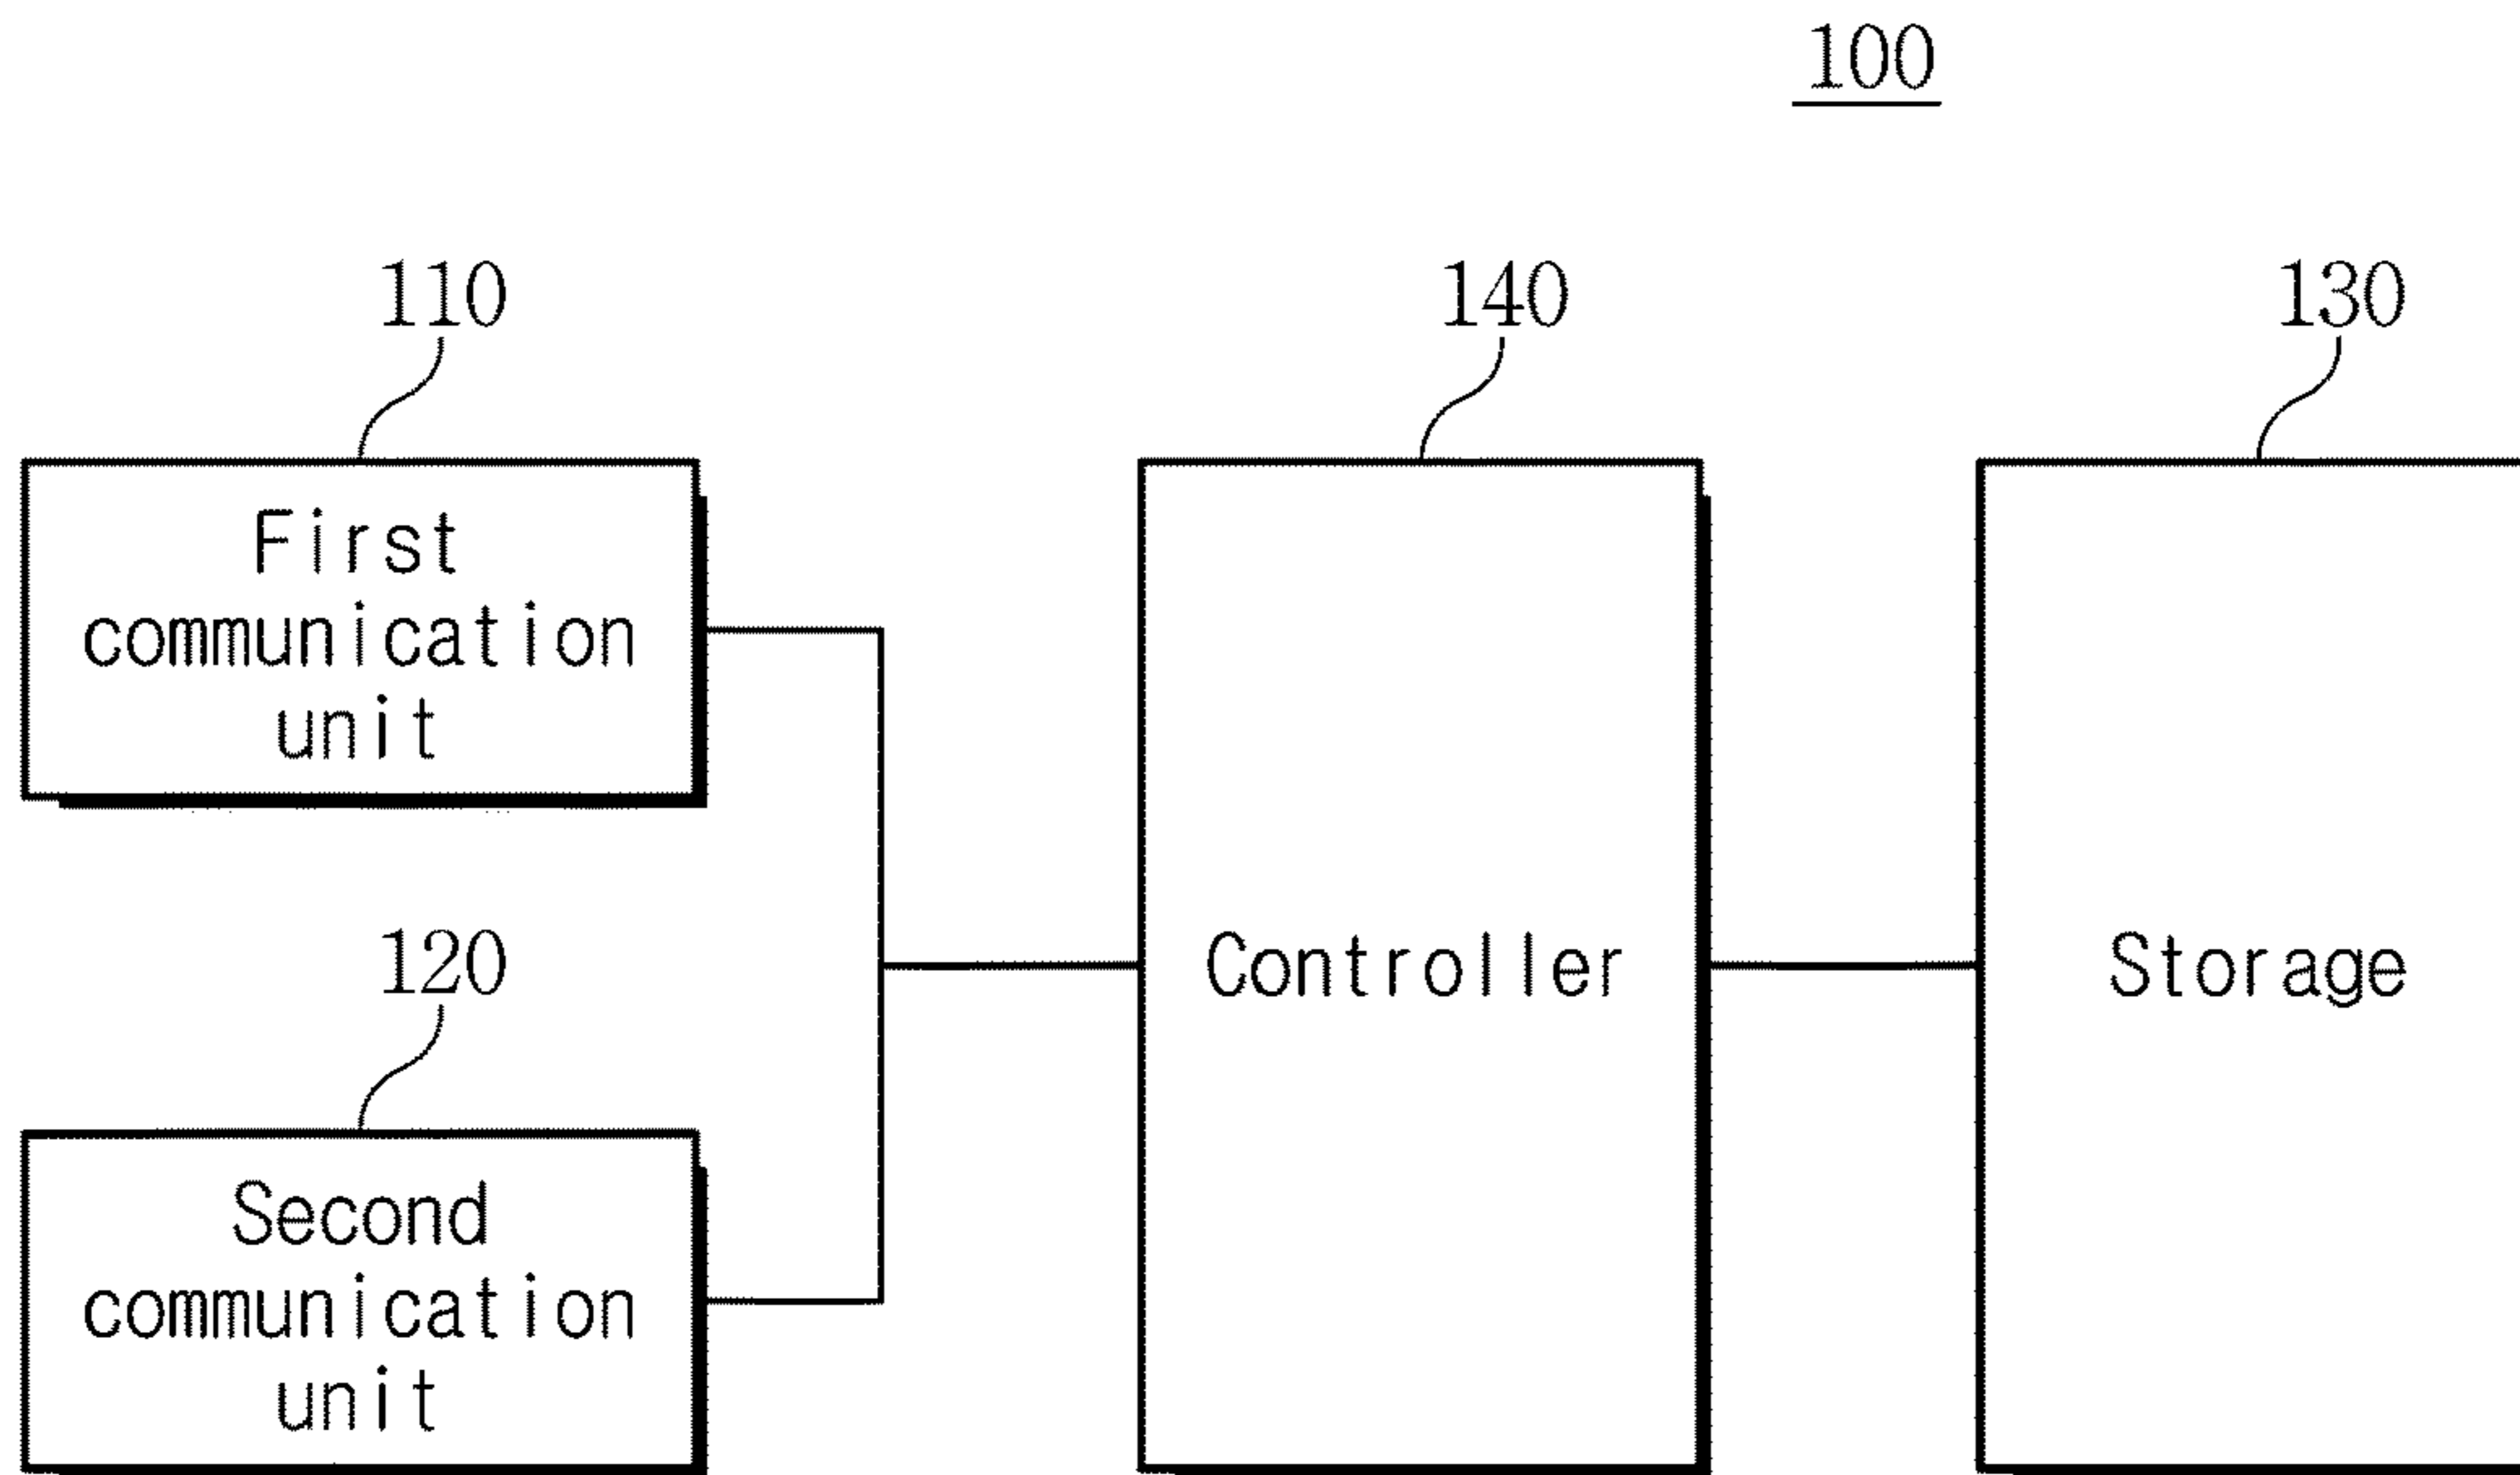 100
110
140
130
First
communication
unit
Controller
Storage
120
Second
communication
unit